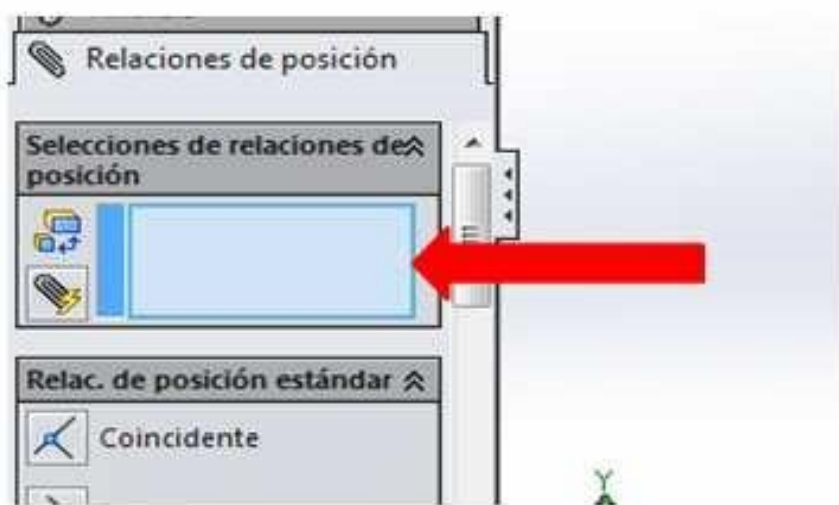 Relaciones de posición
Selecciones de relaciones de
posición
Relac. de posición estándar
Coincidente
Y